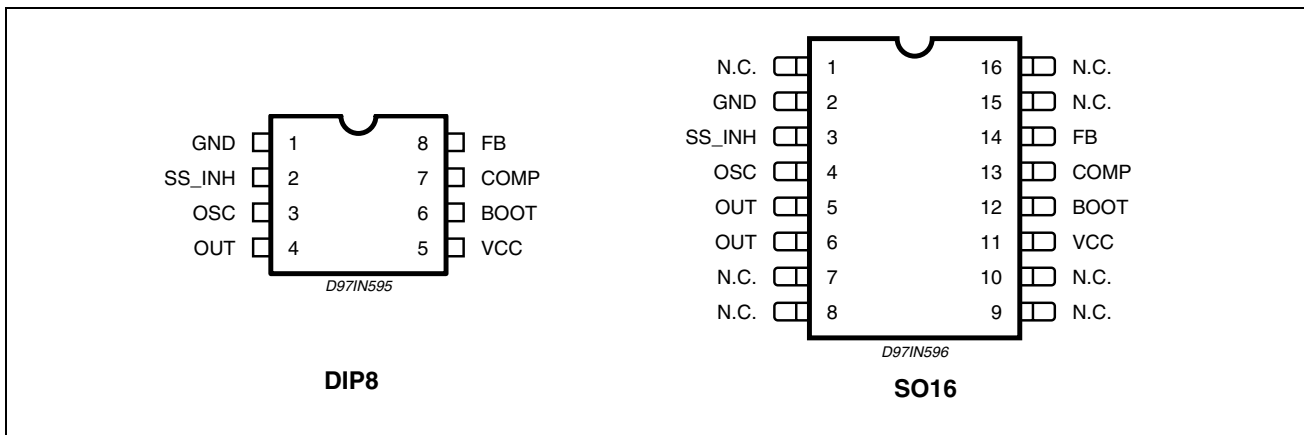 GND 1 8 FB
SS_INH 2 7 COMP
OSC 3 6 BOOT
OUT 4 5 VCC
D97IN595
DIP8
N.C. 1 16 N.C.
GND 2 15 N.C.
SS_INH 3 14 FB
OSC 4 13 COMP
OUT 5 12 BOOT
OUT 6 11 VCC
N.C. 7 10 N.C.
N.C. 8 9 N.C.
D97IN596
SO16